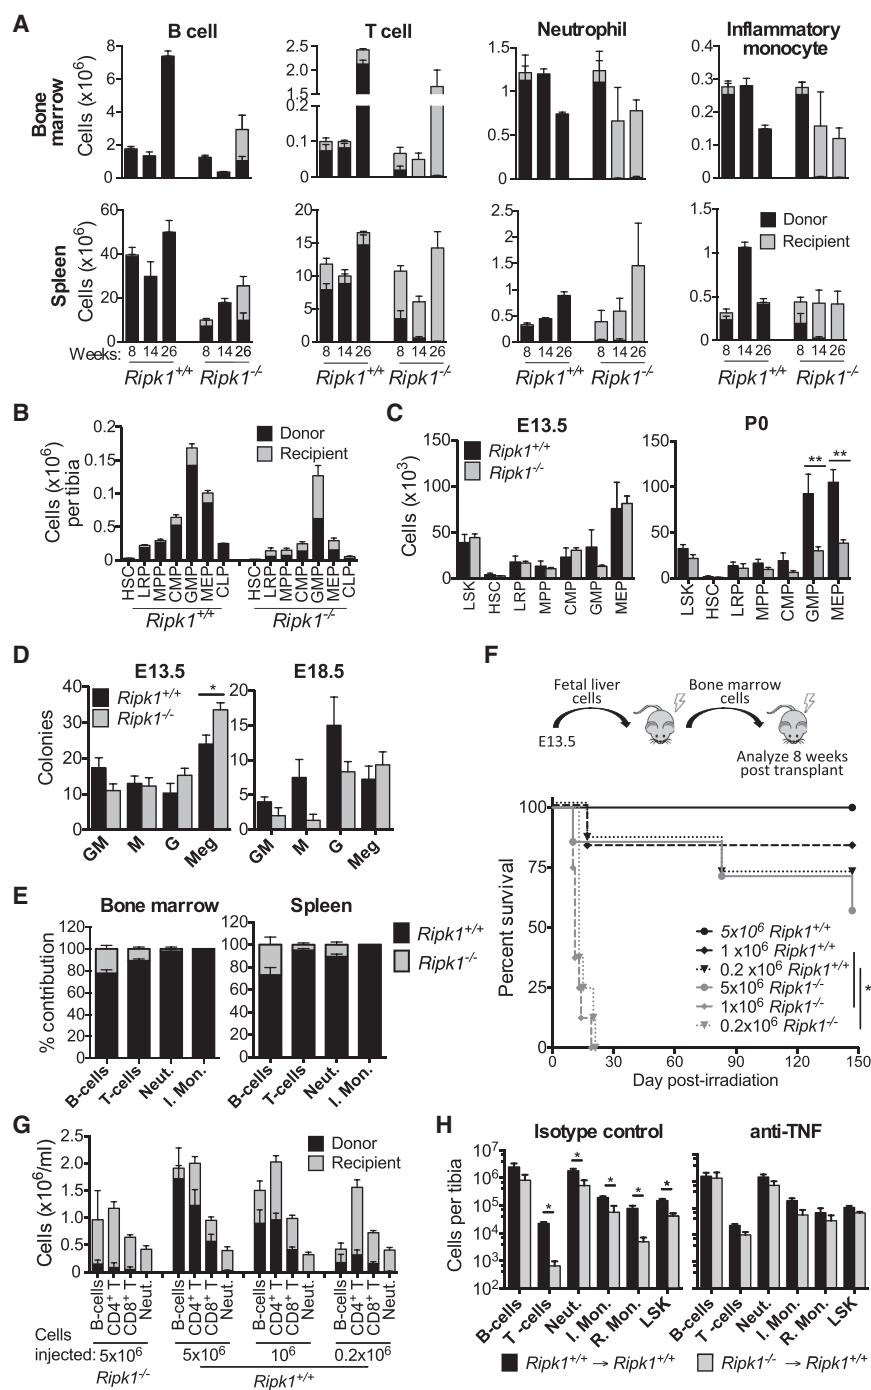 A
B cell
T cell
Neutrophil
Inflammatory
monocyte
Bone
marrow
Cells (x10⁶)
8
6
4
2
0
2.5
2.0
1.5
0.2
0.1
0
1.5
1
0.5
0
0.4
0.3
0.2
0.1
0
Spleen
Cells (x10⁶)
60
40
20
0
20
15
10
5
0
2.5
2
1.5
1
0.5
0
1.5
1
0.5
0
Donor
Recipient
Weeks: 8 14 26 8 14 26
8 14 26 8 14 26
8 14 26 8 14 26
8 14 26 8 14 26
Ripk1⁺/⁺ Ripk1⁻/⁻
Ripk1⁺/⁺ Ripk1⁻/⁻
Ripk1⁺/⁺ Ripk1⁻/⁻
Ripk1⁺/⁺ Ripk1⁻/⁻
B
Cells (x10⁶)
per tibia
0.2
0.15
0.1
0.05
0
Donor
Recipient
HSC LRP MPP CMP GMP MEP CLP
HSC LRP MPP CMP GMP MEP CLP
Ripk1⁺/⁺ Ripk1⁻/⁻
C
E13.5
P0
Cells (x10³)
150
100
50
0
Ripk1⁺/⁺
Ripk1⁻/⁻
LSK HSC LRP MPP CMP GMP MEP
150
100
50
0
** **
LSK HSC LRP MPP CMP GMP MEP
D
E13.5
E18.5
Colonies
40
30
20
10
0
Ripk1⁺/⁺
Ripk1⁻/⁻
*
GM M G Meg
20
15
10
5
0
GM M G Meg
E
Bone marrow
Spleen
% contribution
120
100
80
60
40
20
0
B-cells T-cells Neut. I. Mon.
120
100
80
60
40
20
0
B-cells T-cells Neut. I. Mon.
Ripk1⁺/⁺
Ripk1⁻/⁻
F
Fetal liver
cells
Bone marrow
cells
E13.5
Analyze 8 weeks
post transplant
Percent survival
100
75
50
25
0
5x10⁶ Ripk1⁺/⁺
1 x10⁶ Ripk1⁺/⁺
0.2 x10⁶ Ripk1⁺/⁺
5x10⁶ Ripk1⁻/⁻
1x10⁶ Ripk1⁻/⁻
0.2x10⁶ Ripk1⁻/⁻
*
0 30 60 90 120 150
Day post-irradiation
G
Cells (x10⁶/ml)
2.5
2.0
1.5
1.0
0.5
0
Donor
Recipient
B-cells CD4⁺ T CD8⁺ T Neut.
B-cells CD4⁺ T CD8⁺ T Neut.
B-cells CD4⁺ T CD8⁺ T Neut.
B-cells CD4⁺ T CD8⁺ T Neut.
Cells
injected: 5x10⁶ 5x10⁶ 10⁶ 0.2x10⁶
Ripk1⁻/⁻ Ripk1⁺/⁺
H
Isotype control
anti-TNF
Cells per tibia
10⁷
10⁶
10⁵
10⁴
10³
10²
* * * * *
B-cells T -cells Neut. I. Mon. R. Mon. LSK
B-cells T -cells Neut. I. Mon. R. Mon. LSK
Ripk1⁺/⁺ → Ripk1⁺/⁺
Ripk1⁻/⁻ → Ripk1⁺/⁺